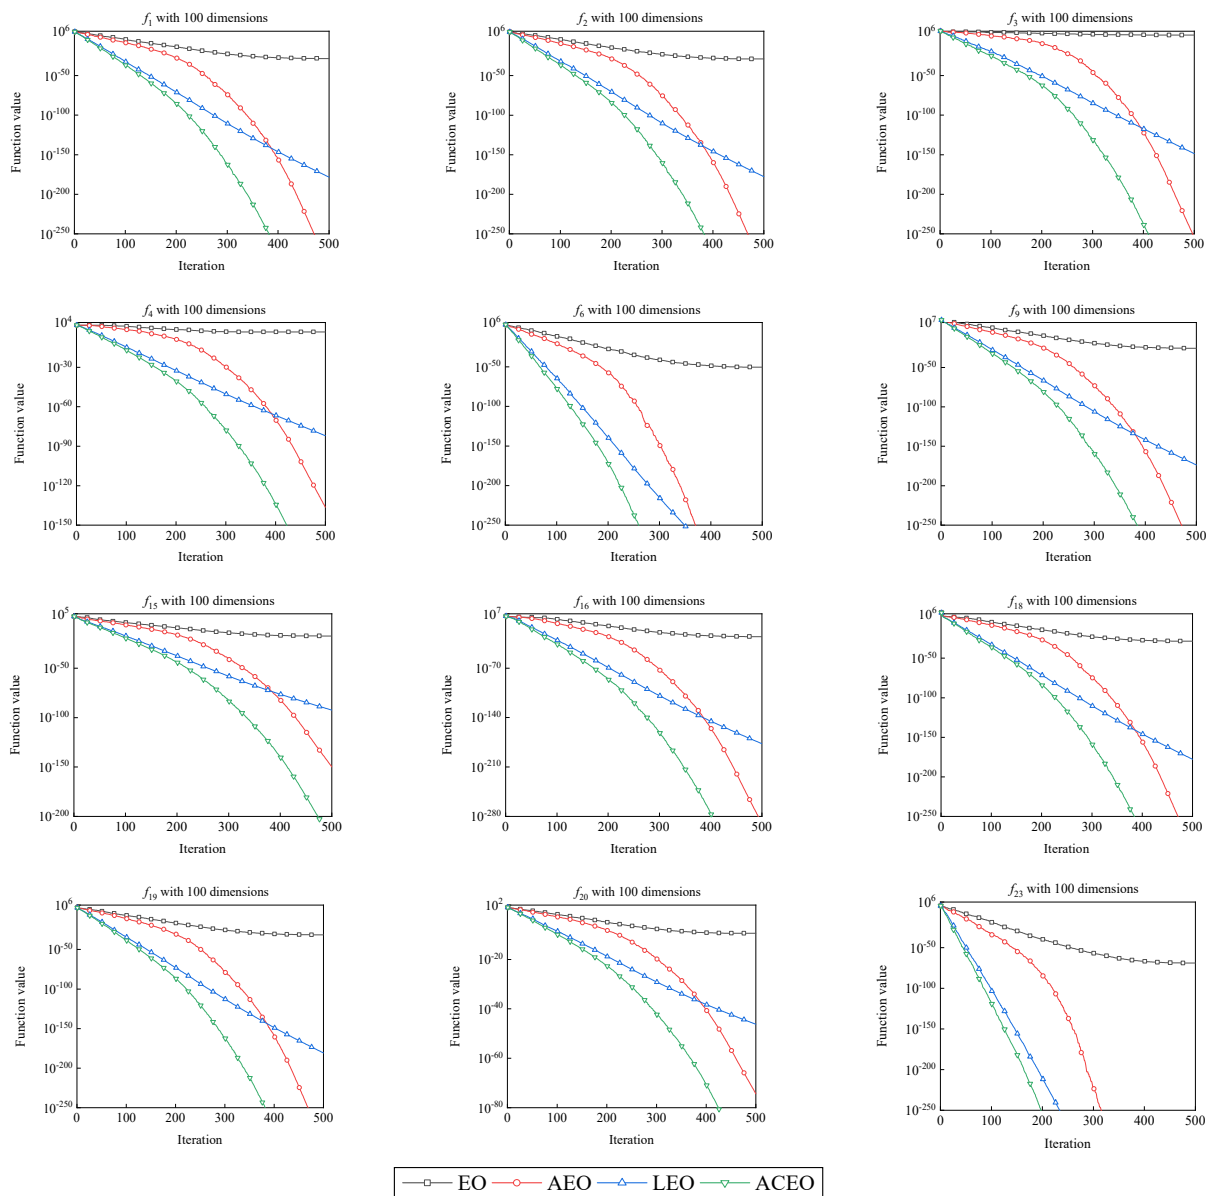 f1 with 100 dimensions
f2 with 100 dimensions
f3 with 100 dimensions
10^6
10^-50
10^-100
10^-150
10^-200
10^-250
Function value
0 100 200 300 400 500
Iteration
10^6
10^-50
10^-100
10^-150
10^-200
10^-250
Function value
0 100 200 300 400 500
Iteration
10^6
10^-50
10^-100
10^-150
10^-200
10^-250
Function value
0 100 200 300 400 500
Iteration
f4 with 100 dimensions
f6 with 100 dimensions
f9 with 100 dimensions
10^4
10^-30
10^-60
10^-90
10^-120
10^-150
Function value
0 100 200 300 400 500
Iteration
10^6
10^-50
10^-100
10^-150
10^-200
10^-250
Function value
0 100 200 300 400 500
Iteration
10^7
10^-50
10^-100
10^-150
10^-200
10^-250
Function value
0 100 200 300 400 500
Iteration
f15 with 100 dimensions
f16 with 100 dimensions
f18 with 100 dimensions
10^5
10^-50
10^-100
10^-150
10^-200
Function value
0 100 200 300 400 500
Iteration
10^7
10^-70
10^-140
10^-210
10^-280
Function value
0 100 200 300 400 500
Iteration
10^6
10^-50
10^-100
10^-150
10^-200
10^-250
Function value
0 100 200 300 400 500
Iteration
f19 with 100 dimensions
f20 with 100 dimensions
f23 with 100 dimensions
10^6
10^-50
10^-100
10^-150
10^-200
10^-250
Function value
0 100 200 300 400 500
Iteration
10^2
10^-20
10^-40
10^-60
10^-80
Function value
0 100 200 300 400 500
Iteration
10^6
10^-50
10^-100
10^-150
10^-200
10^-250
Function value
0 100 200 300 400 500
Iteration
EO AEO LEO ACEO